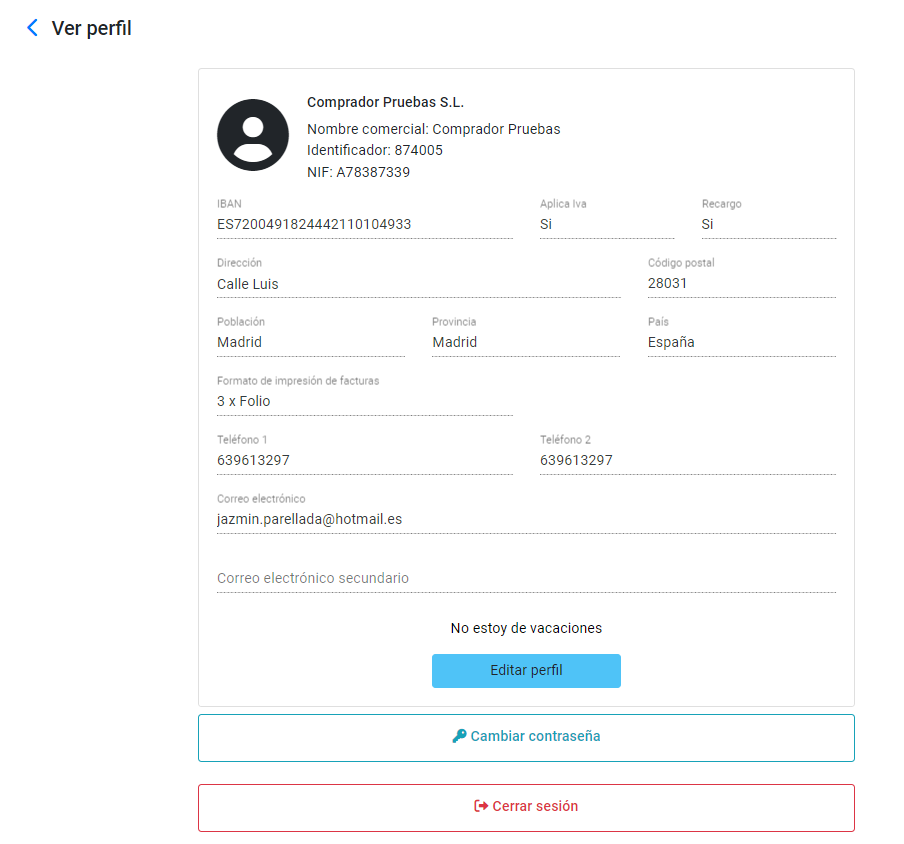 Ver perfil
Comprador Pruebas S.L.
Nombre comercial: Comprador Pruebas
Identificador: 874005
NIF: A78387339
IBAN Aplica Iva Recargo
ES7200491824442110104933 Si Si
Dirección Código postal
Calle Luis 28031
Población Provincia País
Madrid Madrid España
Formato de impresión de facturas
3 x Folio
Teléfono 1 Teléfono 2
639613297 639613297
Correo electrónico
jazmin.parellada@hotmail.es
Correo electrónico secundario
No estoy de vacaciones
Editar perfil
Cambiar contraseña
Cerrar sesión